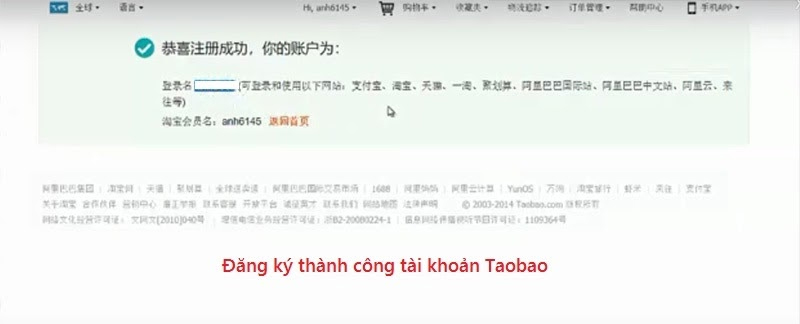 全球 语言 Hi, anh6145 购物车 收藏夹 物流追踪 订单管理 帮助中心 手机APP
恭喜注册成功，你的账户为：
登录名 (可登录和使用以下网站：支付宝、淘宝、天猫、一淘、聚划算、阿里巴巴国际站、阿里巴巴中文站、阿里云、来
往等)
淘宝会员名：anh6145 返回首页
阿里巴巴集团 | 淘宝网 | 天猫 | 聚划算 | 全球速卖通 | 阿里巴巴国际交易市场 | 1688 | 阿里妈妈 | 阿里云计算 | YunOS | 万网 | 淘宝旅行 | 虾米 | 来往 | 支付宝
关于淘宝 合作伙伴 营销中心 廉正举报 联系客服 开放平台 诚征英才 联系我们 网站地图 法律声明 © 2003-2014 Taobao.com 版权所有
网络文化经营许可证：文网文[2010]040号 | 增值电信业务经营许可证：浙B2-20080224-1 | 信息网络传播视听节目许可证：1109364号
Đăng ký thành công tài khoản Taobao